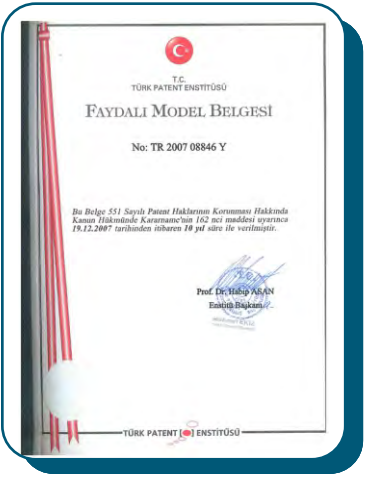 T.C.
TÜRK PATENT ENSTİTÜSÜ
FAYDALI MODEL BELGESİ
No: TR 2007 08846 Y
Bu Belge 551 Sayılı Patent Haklarının Korunması Hakkında
Kanun Hükmünde Kararname'nin 162 nci maddesi uyarınca
19.12.2007 tarihinden itibaren 10 yıl süre ile verilmiştir.
Prof. Dr. Habip ASAN
Enstitü Başkanı
TÜRK PATENT ENSTİTÜSÜ